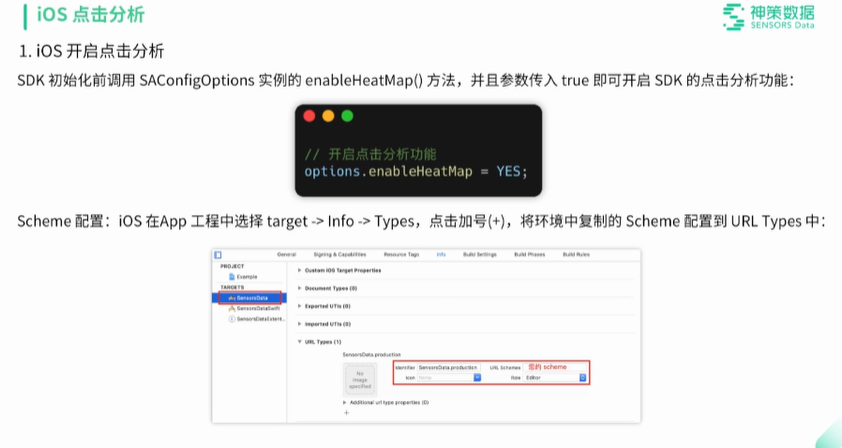 iOS 点击分析
神策数据
SENSORS Data
1. iOS 开启点击分析
SDK 初始化前调用 SAConfigOptions 实例的 enableHeatMap() 方法，并且参数传入 true 即可开启 SDK 的点击分析功能：
// 开启点击分析功能
options.enableHeatMap = YES;
Scheme 配置：iOS 在App 工程中选择 target -> Info -> Types，点击加号(+)，将环境中复制的 Scheme 配置到 URL Types 中：
General Signing & Capabilities Resource Tags Info Build Settings Build Phases Build Rules
PROJECT
Example
TARGETS
SensorsData
SensorsDataSwift
SensorsDataExtent...
Custom iOS Target Properties
Document Types (0)
Exported UTIs (0)
Imported UTIs (0)
URL Types (1)
SensorsData.production
No image specified
Identifier SensorsData.production URL Schemes 您的 scheme
Icon None Role Editor
Additional url type properties (0)
+